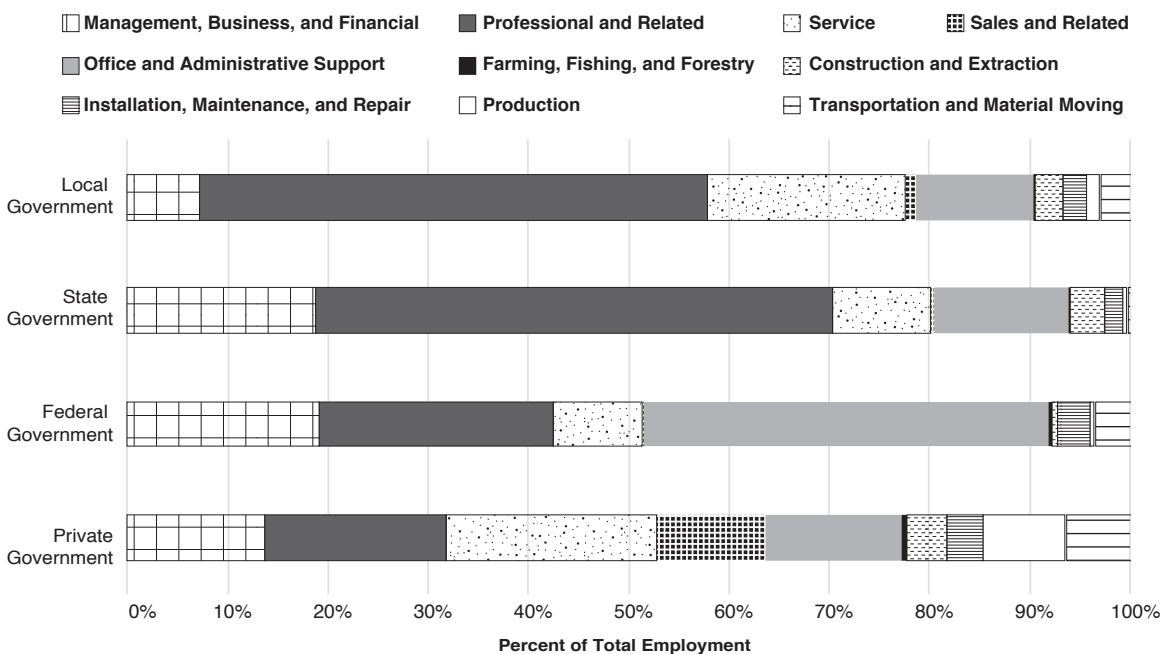 Management, Business, and Financial
Professional and Related
Service
Sales and Related
Office and Administrative Support
Farming, Fishing, and Forestry
Construction and Extraction
Installation, Maintenance, and Repair
Production
Transportation and Material Moving
Local
Government
State
Government
Federal
Government
Private
Government
0% 10% 20% 30% 40% 50% 60% 70% 80% 90% 100%
Percent of Total Employment